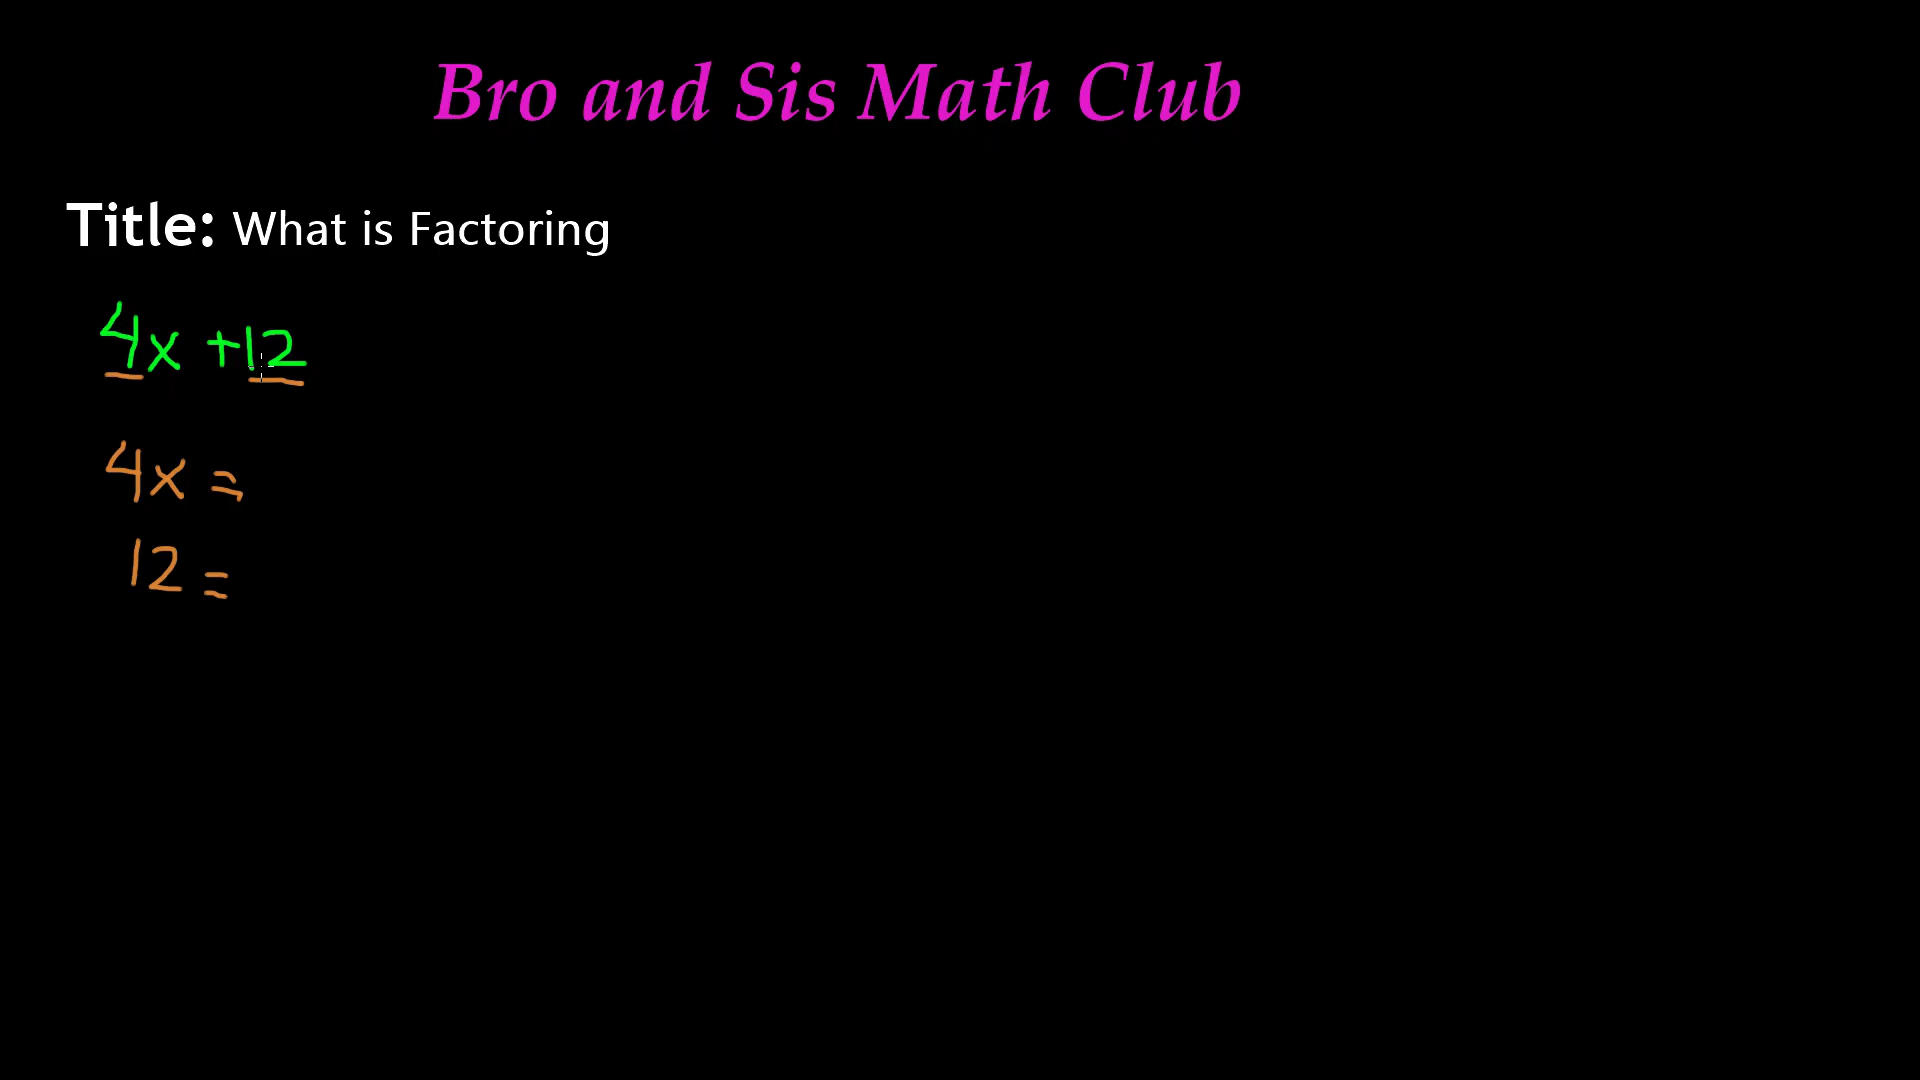 Bro and Sis Math Club
Title: What is Factoring
4x +12
4x =
12 =